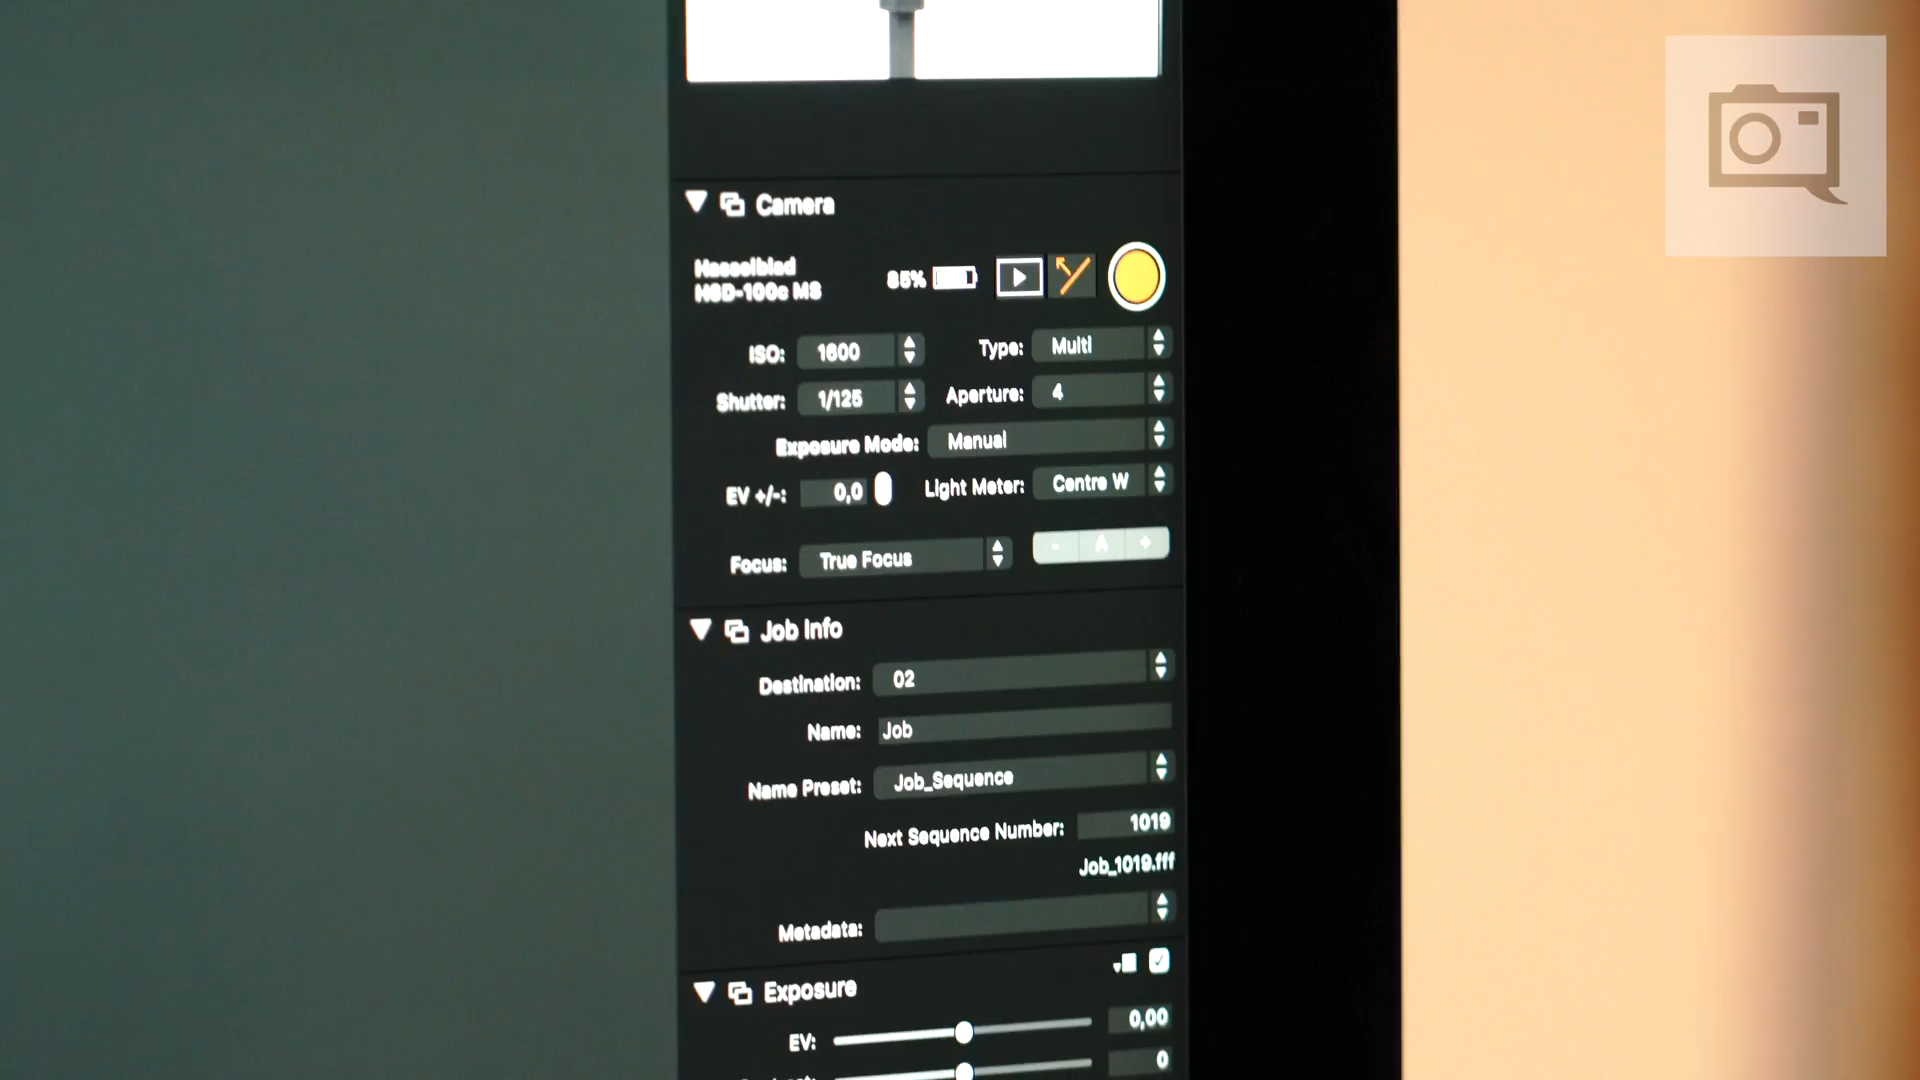 Camera
Hasselblad
H6D-100c MS
85%
ISO: 1600
Type: Multi
Shutter: 1/125
Aperture: 4
Exposure Mode: Manual
EV +/-: 0,0
Light Meter: Centre W
Focus: True Focus
- A +
Job Info
Destination: 02
Name: Job
Name Preset: Job_Sequence
Next Sequence Number: 1019
Job_1019.fff
Metadata:
Exposure
EV: 0,00
0